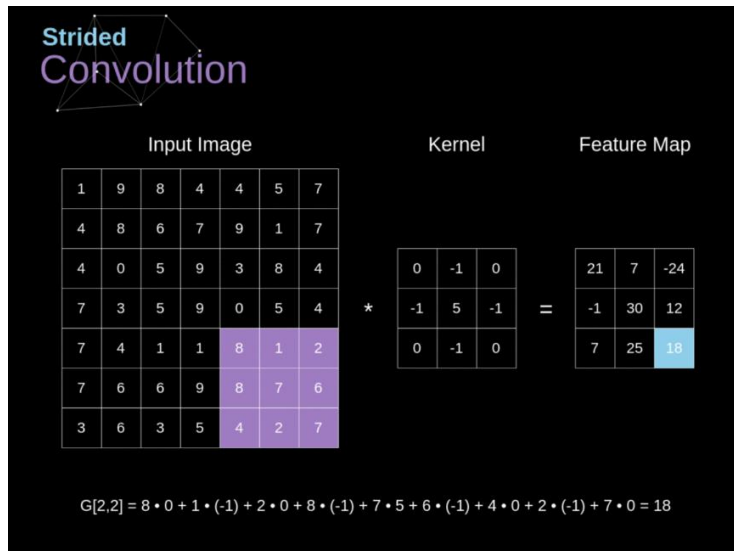 Strided
Convolution
Input Image Kernel Feature Map
1 9 8 4 4 5 7
4 8 6 7 9 1 7
4 0 5 9 3 8 4 0 -1 0 21 7 -24
7 3 5 9 0 5 4 * -1 5 -1 = -1 30 12
7 4 1 1 8 1 2 0 -1 0 7 25 18
7 6 6 9 8 7 6
3 6 3 5 4 2 7
G[2,2] = 8 • 0 + 1 • (-1) + 2 • 0 + 8 • (-1) + 7 • 5 + 6 • (-1) + 4 • 0 + 2 • (-1) + 7 • 0 = 18